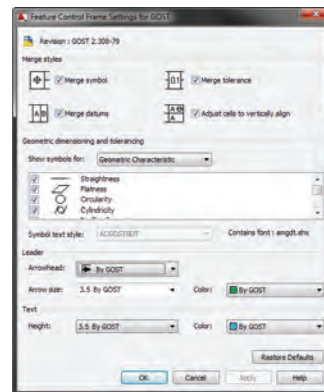 Feature Control Frame Settings for GOST
Revision : GOST 2.308-79
Merge styles
Merge symbol
0.1
Merge tolerance
A B
Merge datums
A B
A
Adjust cells to vertically align
Geometric dimensioning and tolerancing
Show symbols for: Geometric Characteristic
Straightness
Flatness
Circularity
Cylindricity
Symbol text style: ACGOSTGDT Contains font : amgdt.shx
Leader
Arrowhead: By GOST
Arrow size: 3.5 By GOST Color: By GOST
Text
Height: 3.5 By GOST Color: By GOST
Restore Defaults
OK Cancel Apply Help